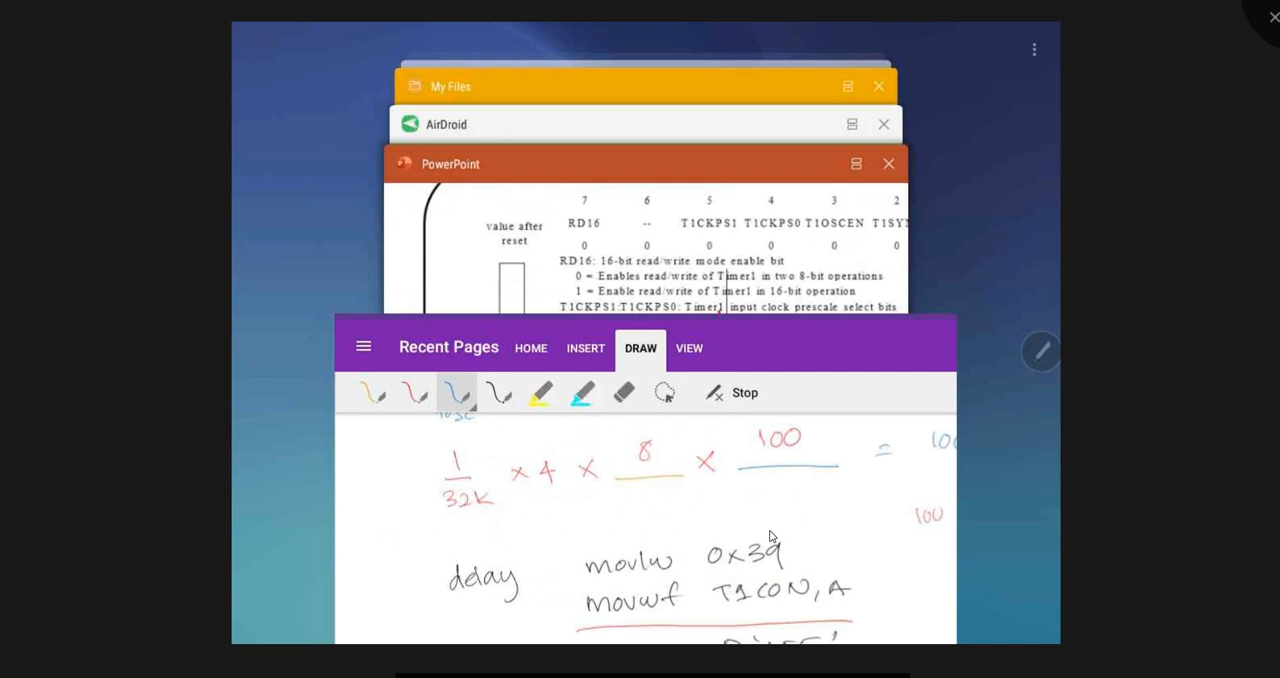 My Files
AirDroid
PowerPoint
7 6 5 4 3 2
value after reset
RD16 -- T1CKPS1 T1CKPS0 T1OSCEN T1SY
0 0 0 0 0 0
RD16: 16-bit read/write mode enable bit
0 = Enables read/write of Timer1 in two 8-bit operations
1 = Enable read/write of Timer1 in 16-bit operation
T1CKPS1:T1CKPS0: Timer1 input clock prescale select bits
Recent Pages HOME INSERT DRAW VIEW
Stop
1/32K × 4 × 8 × 100 = 100
100
delay movlw 0x39
movwf T1CON, A